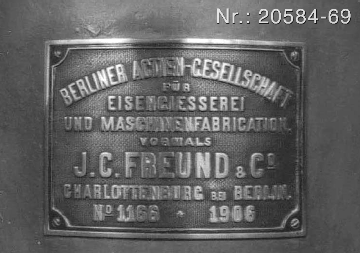 Nr.: 20584-69
BERLINER ACTIEN-GESELLSCHAFT
FÜR
EISENGIESSEREI
UND MASCHINENFABRICATION.
VORMALS
J.C. FREUND & Cº
CHARLOTTENBURG BEI BERLIN.
Nº 1166 * 1906